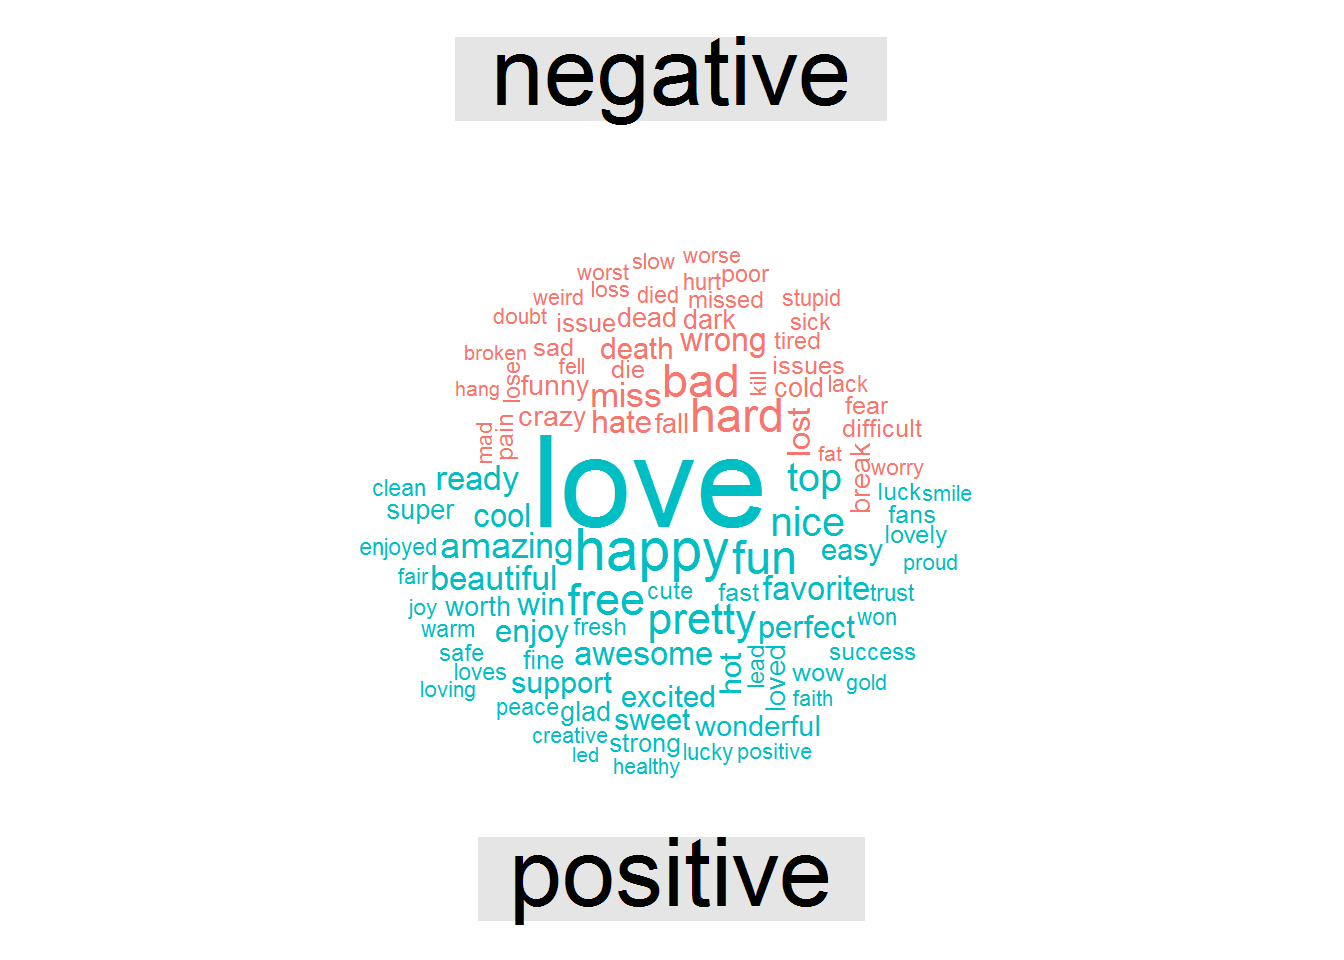 negative
slow worse
worst hurt poor
weird loss died missed stupid
doubt issue dead dark sick
broken sad death wrong tired
fell die bad kill issues
hang lose funny miss cold lack
crazy hate fall hard lost fear
mad pain difficult
fat break worry
love
ready top
clean super cool nice luck smile
fans
enjoyed amazing happy fun easy lovely
fair beautiful proud
joy worth win free cute fast favorite trust
warm enjoy fresh pretty perfect won
safe fine awesome hot lead loved success
loves wow
loving support excited faith gold
peace glad sweet wonderful
creative strong lucky positive
led healthy
positive